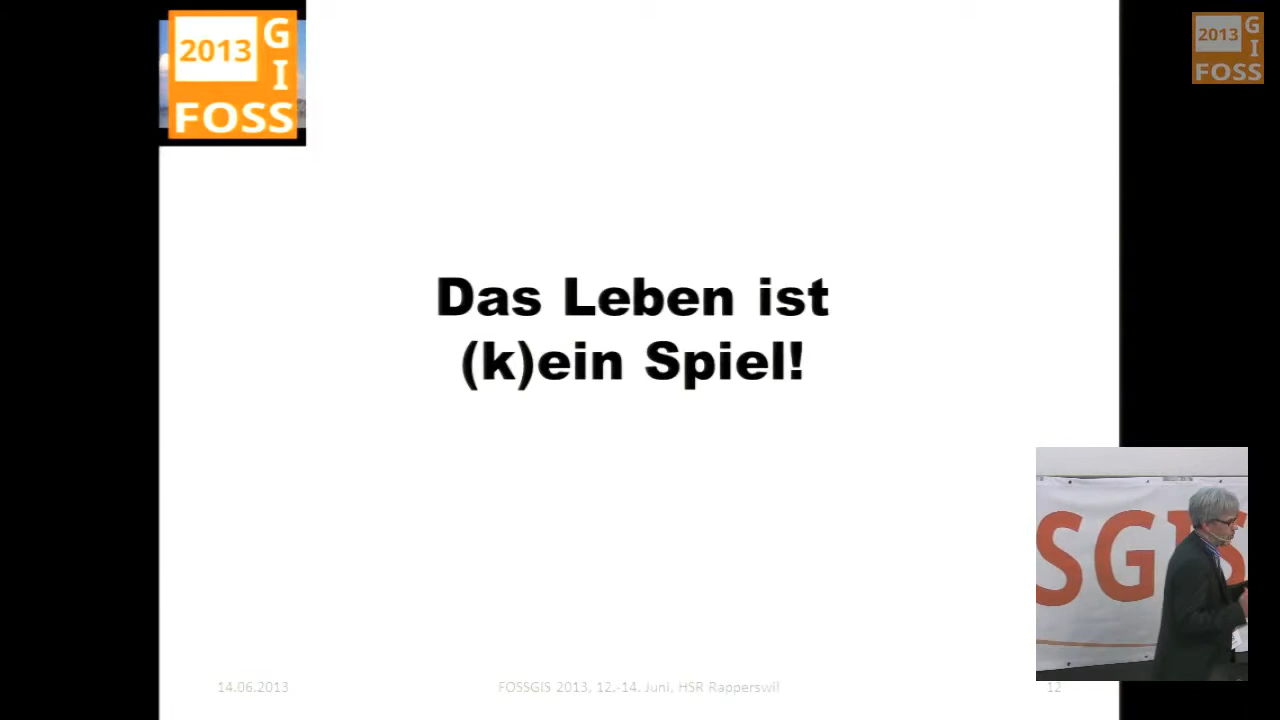 2013
G
I
FOSS
2013
G
I
FOSS
Das Leben ist
(k)ein Spiel!
SGIS
14.06.2013
FOSSGIS 2013, 12.-14. Juni, HSR Rapperswil
12